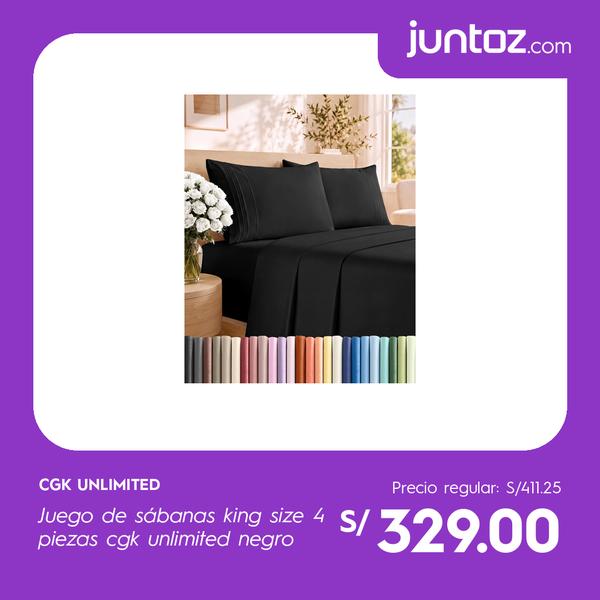 juntoz.com
CGK UNLIMITED
Juego de sábanas king size 4
piezas cgk unlimited negro
Precio regular: S/411.25
S/ 329.00